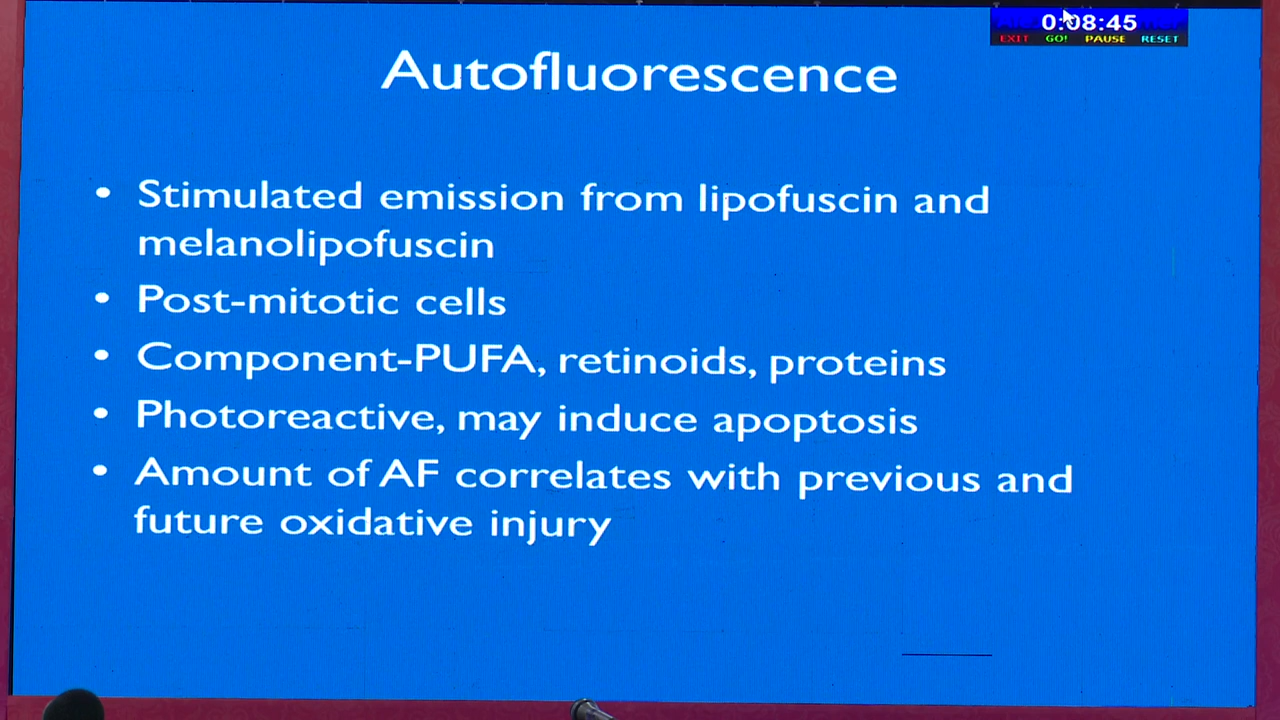 0:08:45
EXIT GO! PAUSE RESET
Autofluorescence
• Stimulated emission from lipofuscin and
melanolipofuscin
• Post-mitotic cells
• Component-PUFA, retinoids, proteins
• Photoreactive, may induce apoptosis
• Amount of AF correlates with previous and
future oxidative injury